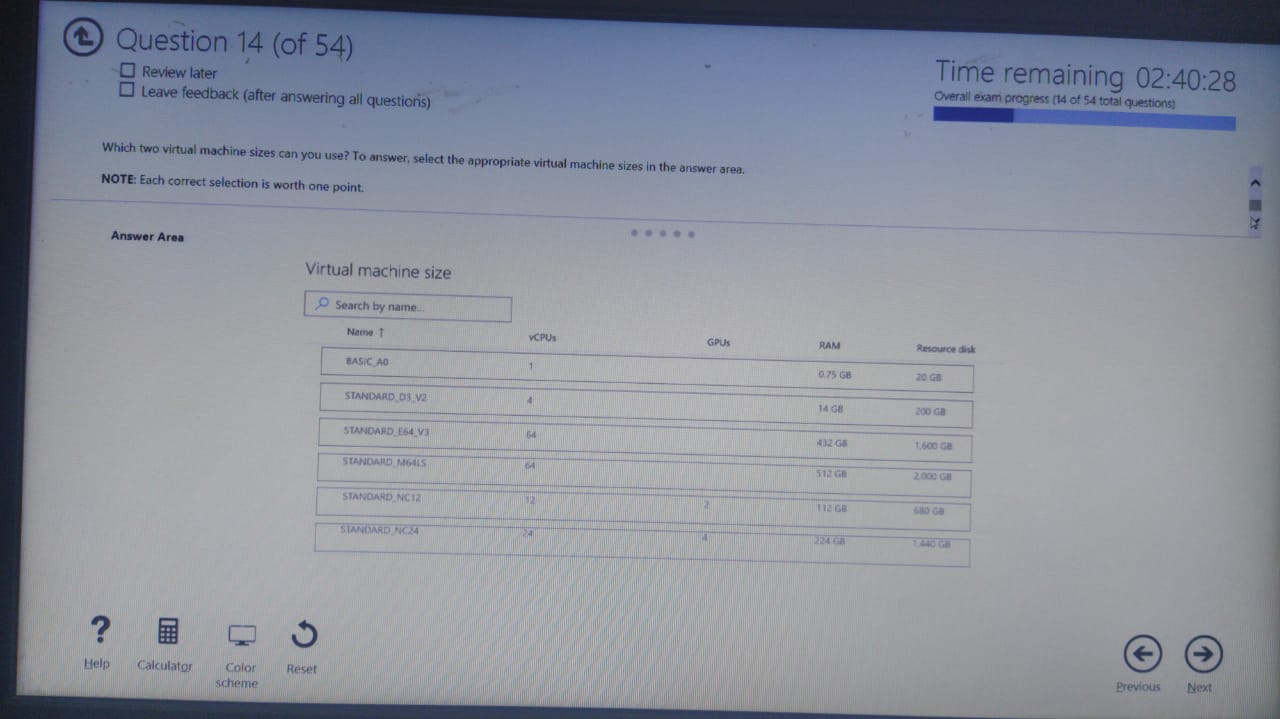 Question 14 (of 54)
Review later
Leave feedback (after answering all questions)
Time remaining 02:40:28
Overall exam progress (14 of 54 total questions)
Which two virtual machine sizes can you use? To answer, select the appropriate virtual machine sizes in the answer area.
NOTE: Each correct selection is worth one point.
Answer Area
Virtual machine size
Search by name...
Name ↑ vCPUs GPUs RAM Resource disk
BASIC_A0 1 0.75 GB 20 GB
STANDARD_D3_V2 4 14 GB 200 GB
STANDARD_E64_V3 64 432 GB 1,600 GB
STANDARD_M64LS 64 512 GB 2,000 GB
STANDARD_NC12 12 2 112 GB 680 GB
STANDARD_NC24 24 4 224 GB 1,440 GB
Help
Calculator
Color
scheme
Reset
Previous
Next